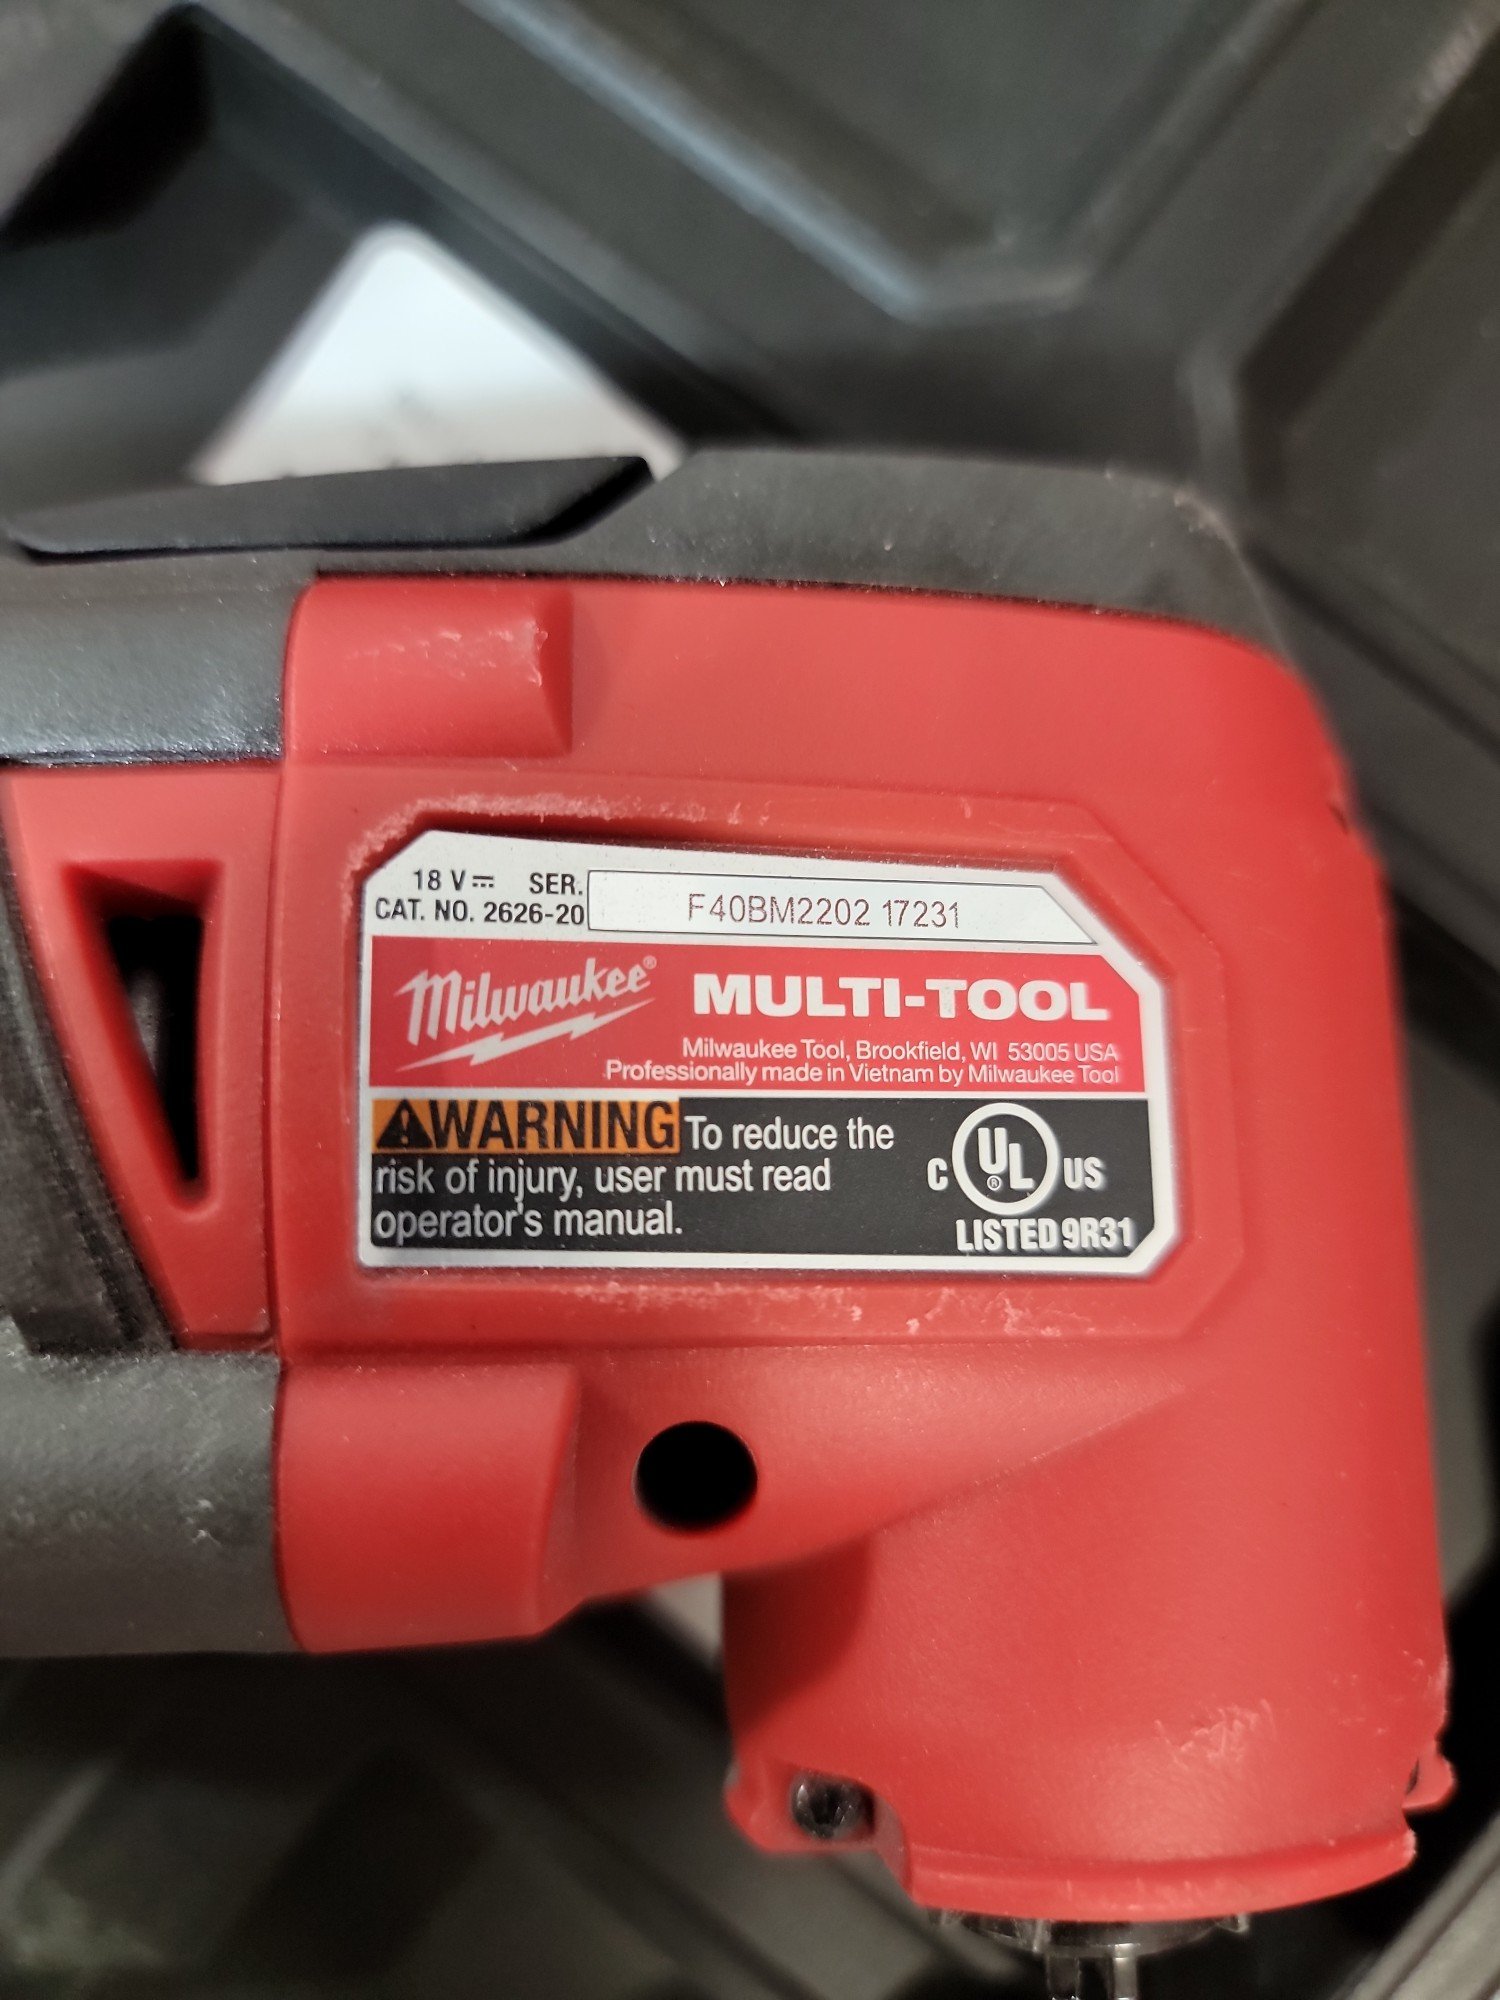 18 V⎓ SER.
CAT. NO. 2626-20
F40BM2202 17231
Milwaukee®
MULTI-TOOL
Milwaukee Tool, Brookfield, WI 53005 USA
Professionally made in Vietnam by Milwaukee Tool
⚠WARNING To reduce the
risk of injury, user must read
operator's manual.
C UL® US
LISTED 9R31